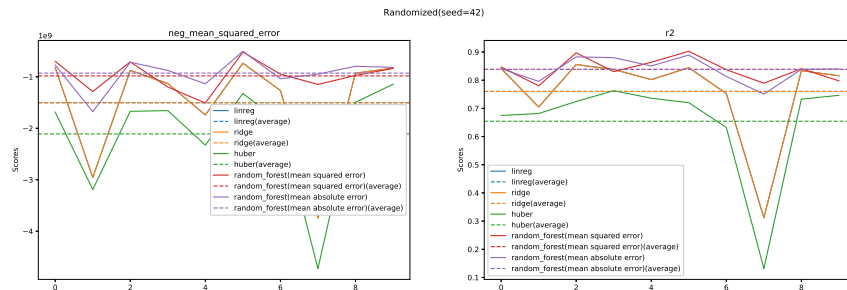 Randomized(seed=42)
neg_mean_squared_error
1e9
−1
−2
−3
−4
Scores
0
2
4
6
8
linreg
linreg(average)
ridge
ridge(average)
huber
huber(average)
random_forest(mean squared error)
random_forest(mean squared error)(average)
random_forest(mean absolute error)
random_forest(mean absolute error)(average)
r2
0.9
0.8
0.7
0.6
0.5
0.4
0.3
0.2
0.1
Scores
0
2
4
6
8
linreg
linreg(average)
ridge
ridge(average)
huber
huber(average)
random_forest(mean squared error)
random_forest(mean squared error)(average)
random_forest(mean absolute error)
random_forest(mean absolute error)(average)